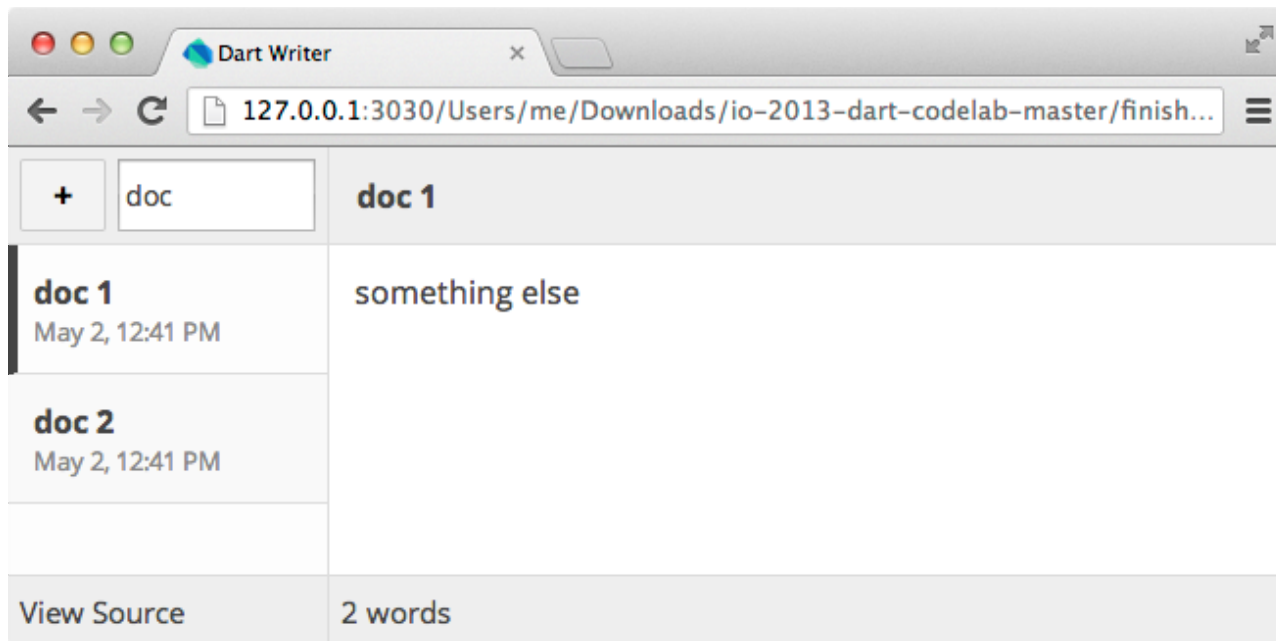 Dart Writer
127.0.0.1:3030/Users/me/Downloads/io-2013-dart-codelab-master/finish...
+ doc
doc 1
doc 1
May 2, 12:41 PM
something else
doc 2
May 2, 12:41 PM
View Source
2 words